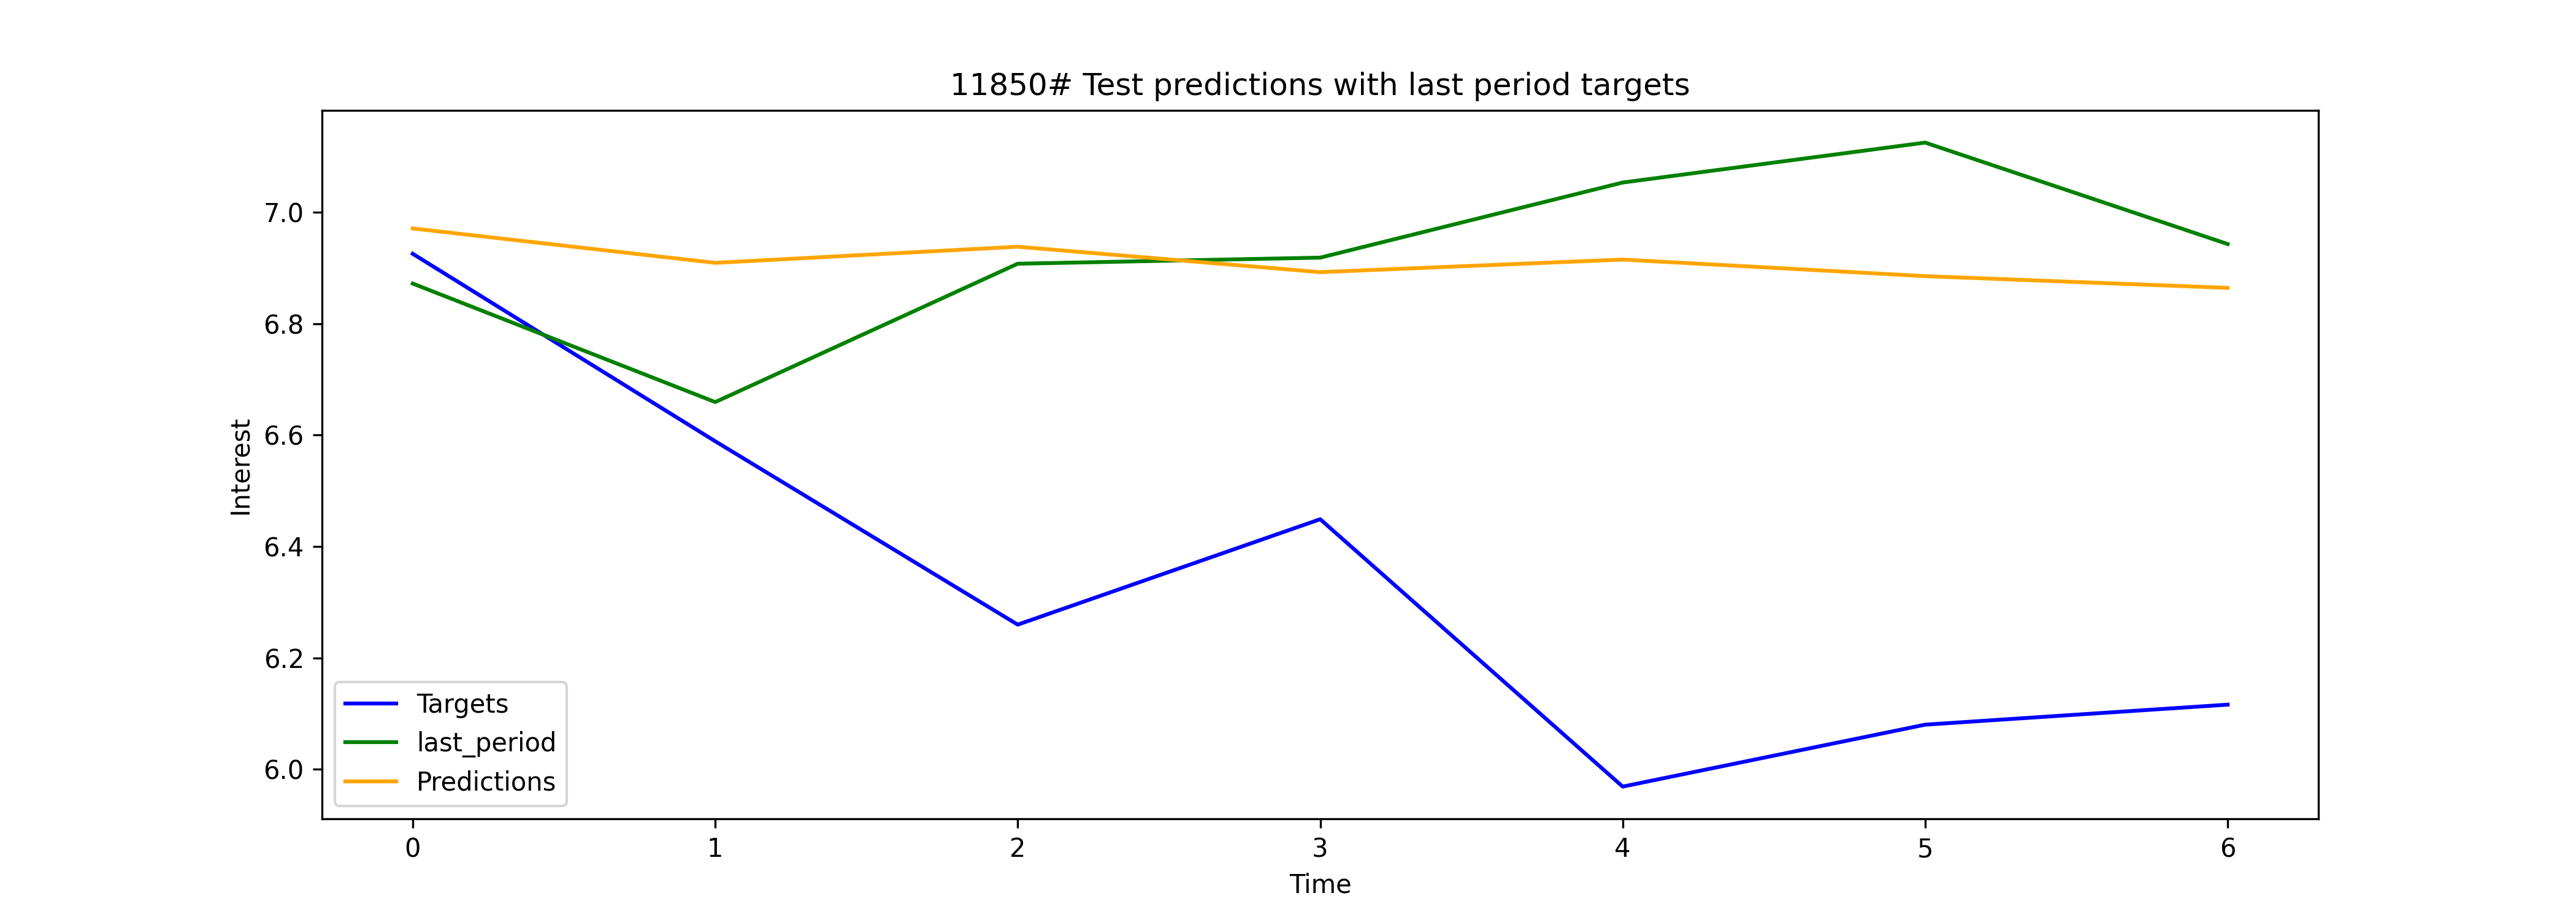 11850# Test predictions with last period targets
Interest
7.0
6.8
6.6
6.4
6.2
6.0
Targets
last_period
Predictions
0 1 2 3 4 5 6
Time